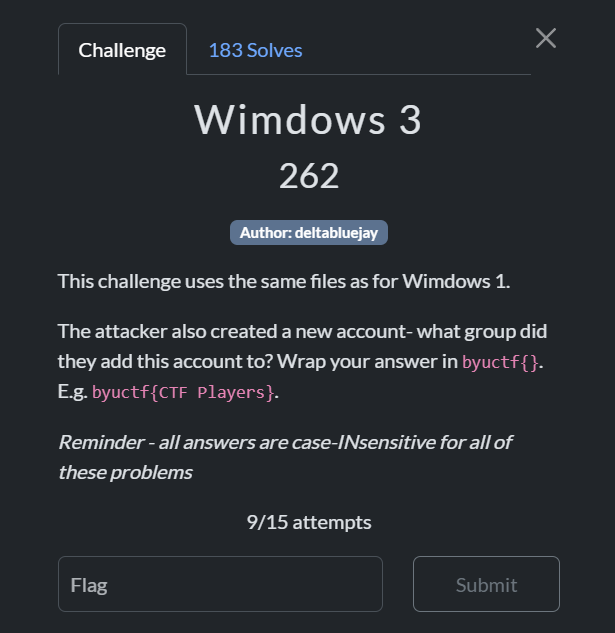 Challenge
183 Solves
Wimdows 3
262
Author: deltabluejay
This challenge uses the same files as for Wimdows 1.
The attacker also created a new account- what group did
they add this account to? Wrap your answer in byuctf{}.
E.g. byuctf{CTF Players}.
Reminder - all answers are case-INsensitive for all of
these problems
9/15 attempts
Flag
Submit